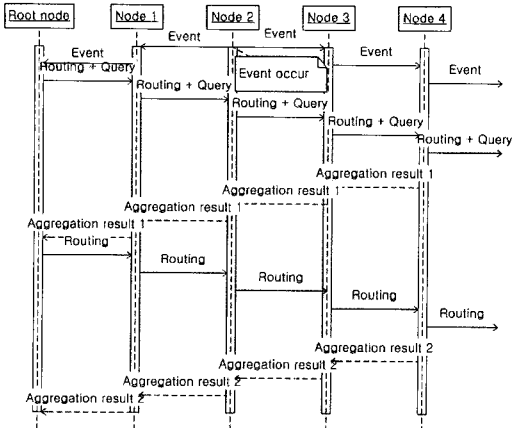 Root node
Node 1
Node 2
Node 3
Node 4
Event
Event
Event
Event
Event
Event occur
Routing + Query
Routing + Query
Routing + Query
Routing + Query
Routing + Query
Aggregation result 1
Aggregation result 1
Aggregation result 1
Aggregation result 1
Routing
Routing
Routing
Routing
Routing
Aggregation result 2
Aggregation result 2
Aggregation result 2
Aggregation result 2